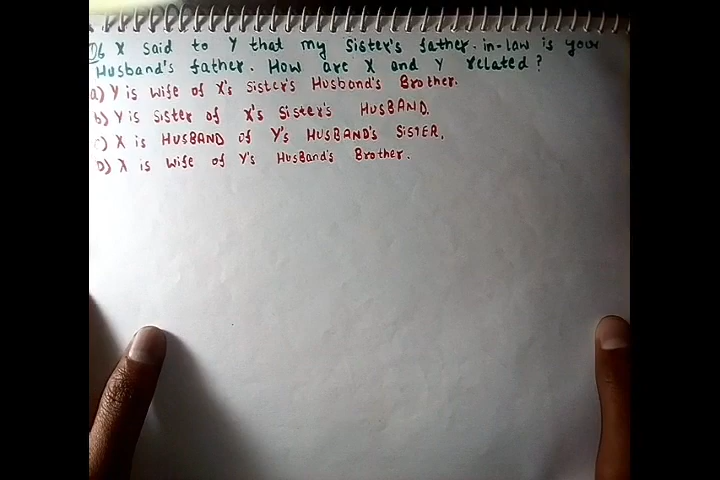 Q6 X Said to Y that my Sister's father-in-law is your
Husband's father. How are X and Y related?
a) Y is wife of X's Sister's Husband's Brother.
b) Y is Sister of X's Sister's HUSBAND.
c) X is HUSBAND of Y's HUSBAND's SISTER.
D) X is wife of Y's HusBand's Brother.